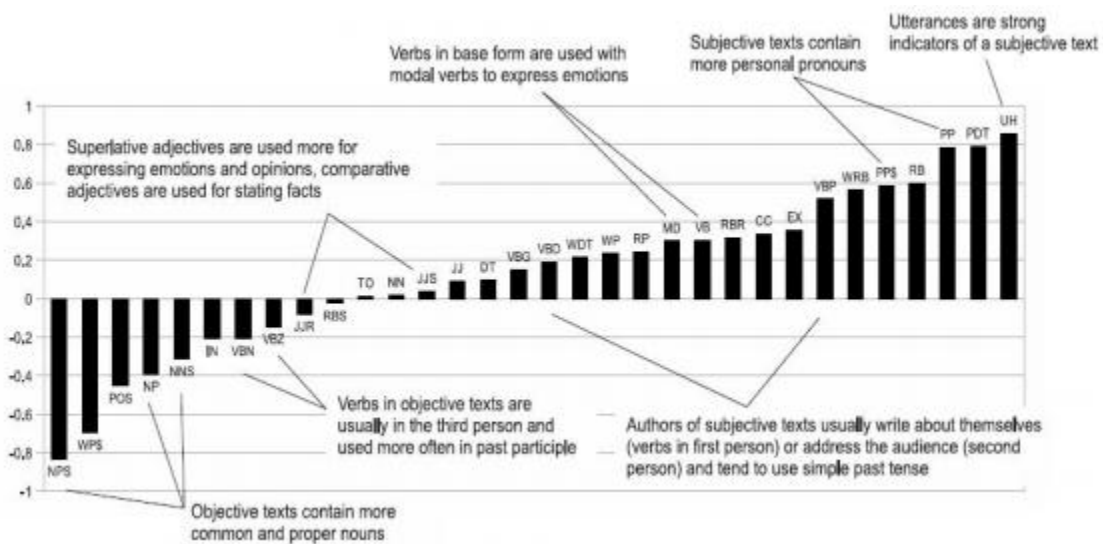 Utterances are strong
indicators of a subjective text
Subjective texts contain
more personal pronouns
Verbs in base form are used with
modal verbs to express emotions
Superlative adjectives are used more for
expressing emotions and opinions, comparative
adjectives are used for stating facts
1
0,8
0,6
0,4
0,2
0
-0,2
-0,4
-0,6
-0,8
-1
NPS
WP$
POS
NP
NNS
IN
VBN
VBZ
JJR
RBS
TO
NN
JJS
JJ
DT
VBG
VBD
WDT
WP
RP
MD
VB
RBR
CC
EX
VBP
WRB
PP$
RB
PP
PDT
UH
Verbs in objective texts are
usually in the third person and
used more often in past participle
Authors of subjective texts usually write about themselves
(verbs in first person) or address the audience (second
person) and tend to use simple past tense
Objective texts contain more
common and proper nouns